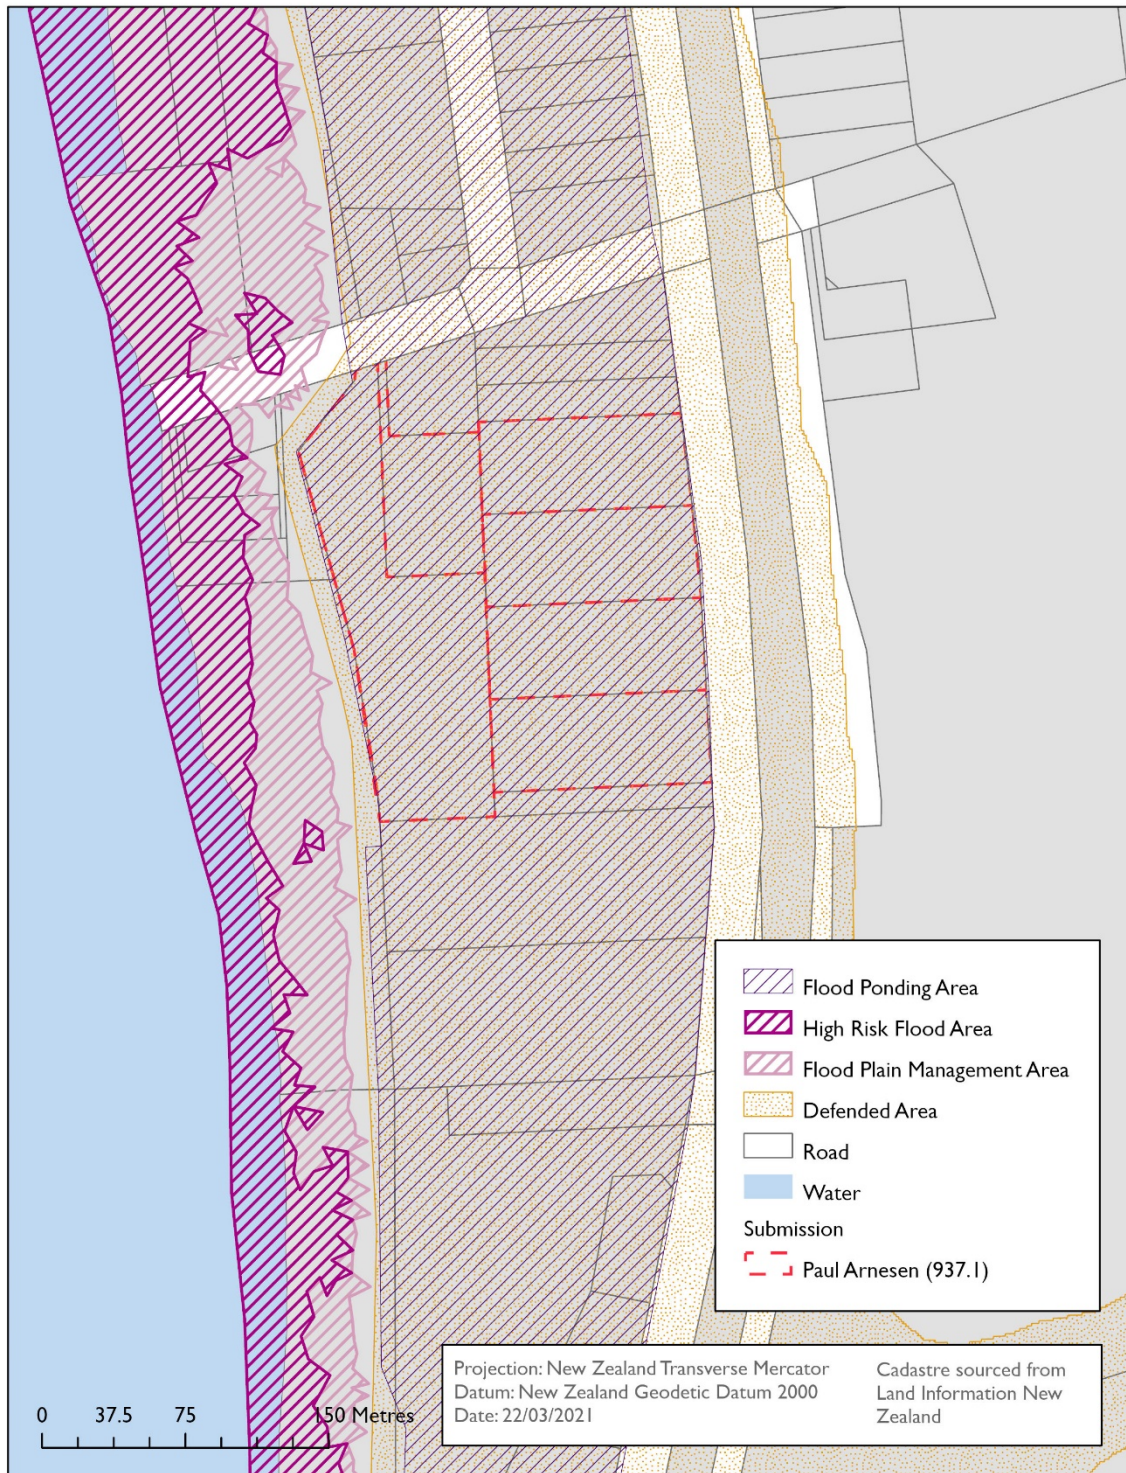 Flood Ponding Area
High Risk Flood Area
Flood Plain Management Area
Defended Area
Road
Water
Submission
Paul Arnesen (937.1)
Projection: New Zealand Transverse Mercator
Datum: New Zealand Geodetic Datum 2000
Date: 22/03/2021
Cadastre sourced from
Land Information New
Zealand
0 37.5 75 150 Metres